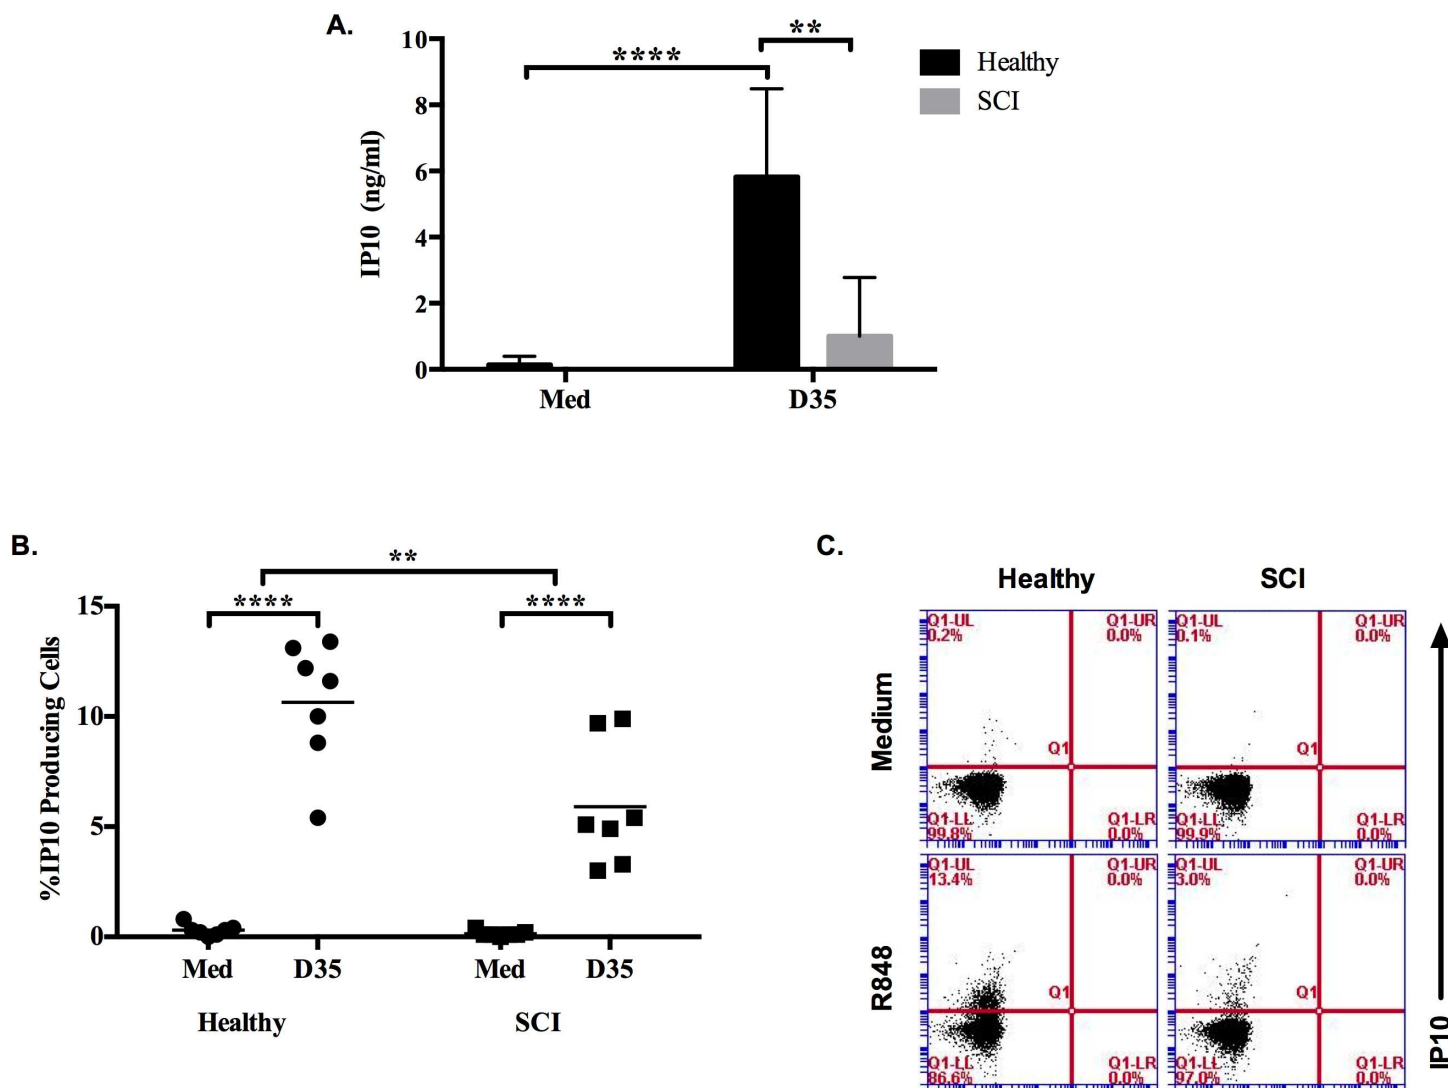 A.
10
8
6
4
2
0
IP10 (ng/ml)
****
**
Healthy
SCI
Med
D35
B.
**
****
****
15
10
5
0
%IP10 Producing Cells
Med
D35
Med
D35
Healthy
SCI
C.
Healthy
SCI
Medium
Q1-UL
0.2%
Q1-UR
0.0%
Q1
Q1-LL
99.8%
Q1-LR
0.0%
Q1-UL
0.1%
Q1-UR
0.0%
Q1
Q1-LL
99.9%
Q1-LR
0.0%
R848
Q1-UL
13.4%
Q1-UR
0.0%
Q1
Q1-LL
86.6%
Q1-LR
0.0%
Q1-UL
3.0%
Q1-UR
0.0%
Q1
Q1-LL
97.0%
Q1-LR
0.0%
IP10